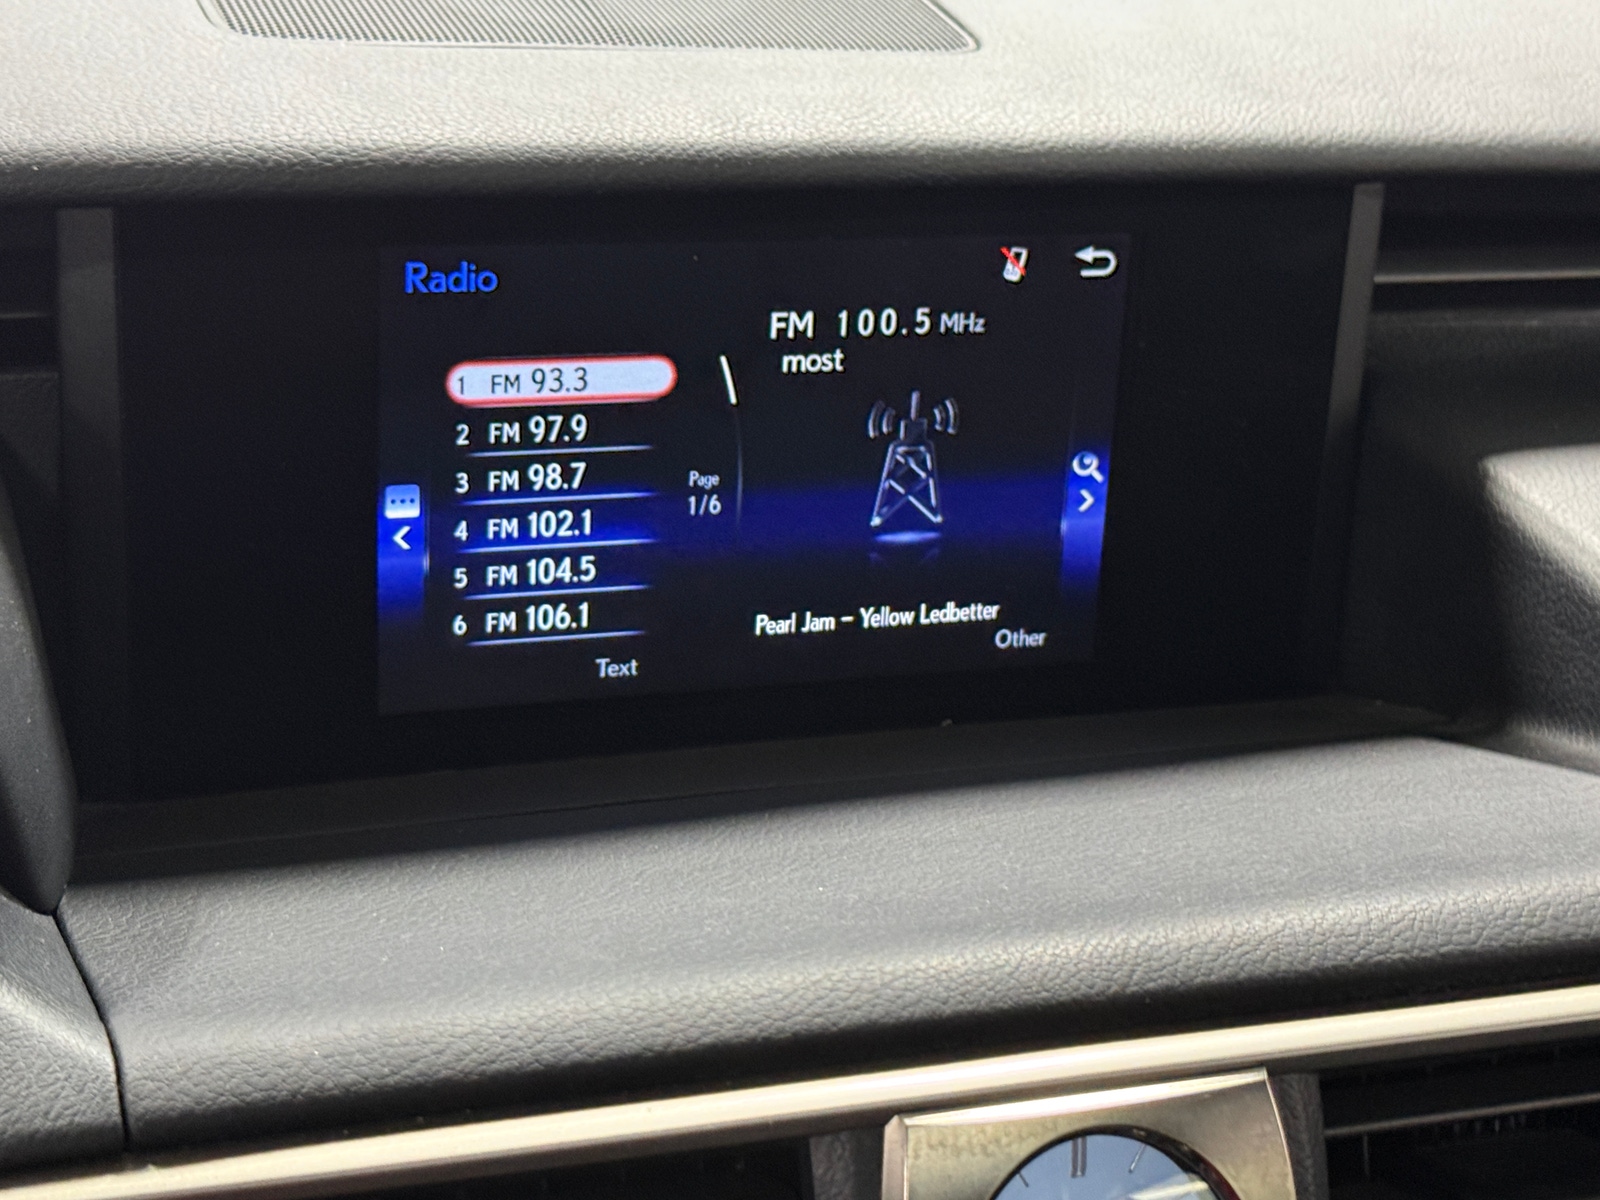 Radio
FM 100.5 MHz
most
1 FM 93.3
2 FM 97.9
3 FM 98.7
4 FM 102.1
5 FM 104.5
6 FM 106.1
Page
1/6
Pearl Jam – Yellow Ledbetter
Other
Text